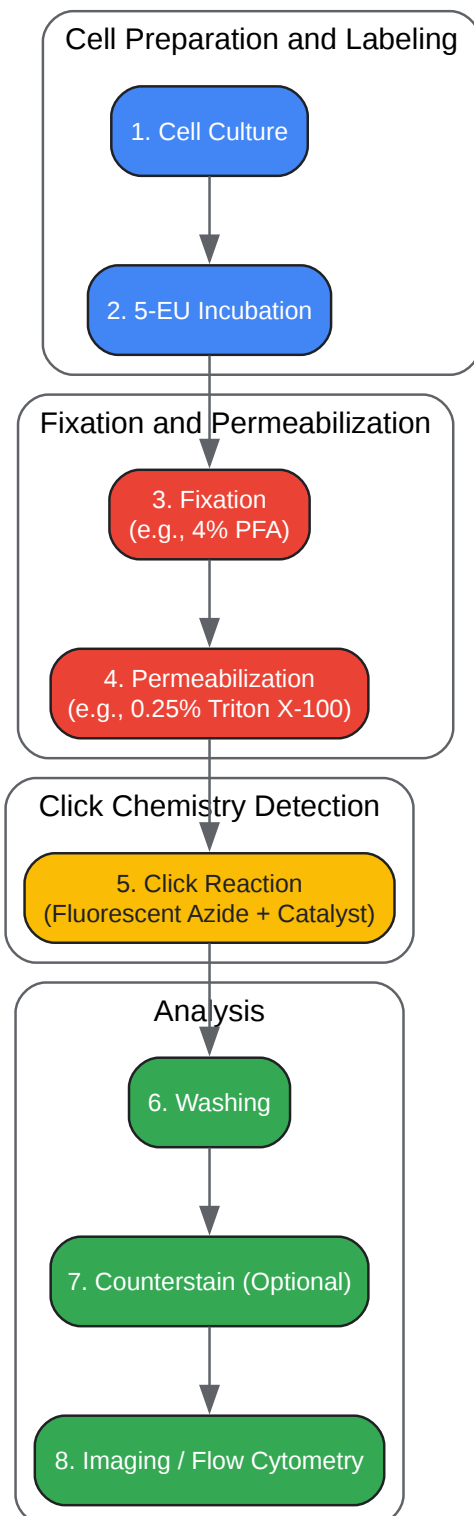 Cell Preparation and Labeling
1. Cell Culture
2. 5-EU Incubation
Fixation and Permeabilization
3. Fixation
(e.g., 4% PFA)
4. Permeabilization
(e.g., 0.25% Triton X-100)
Click Chemistry Detection
5. Click Reaction
(Fluorescent Azide + Catalyst)
Analysis
6. Washing
7. Counterstain (Optional)
8. Imaging / Flow Cytometry